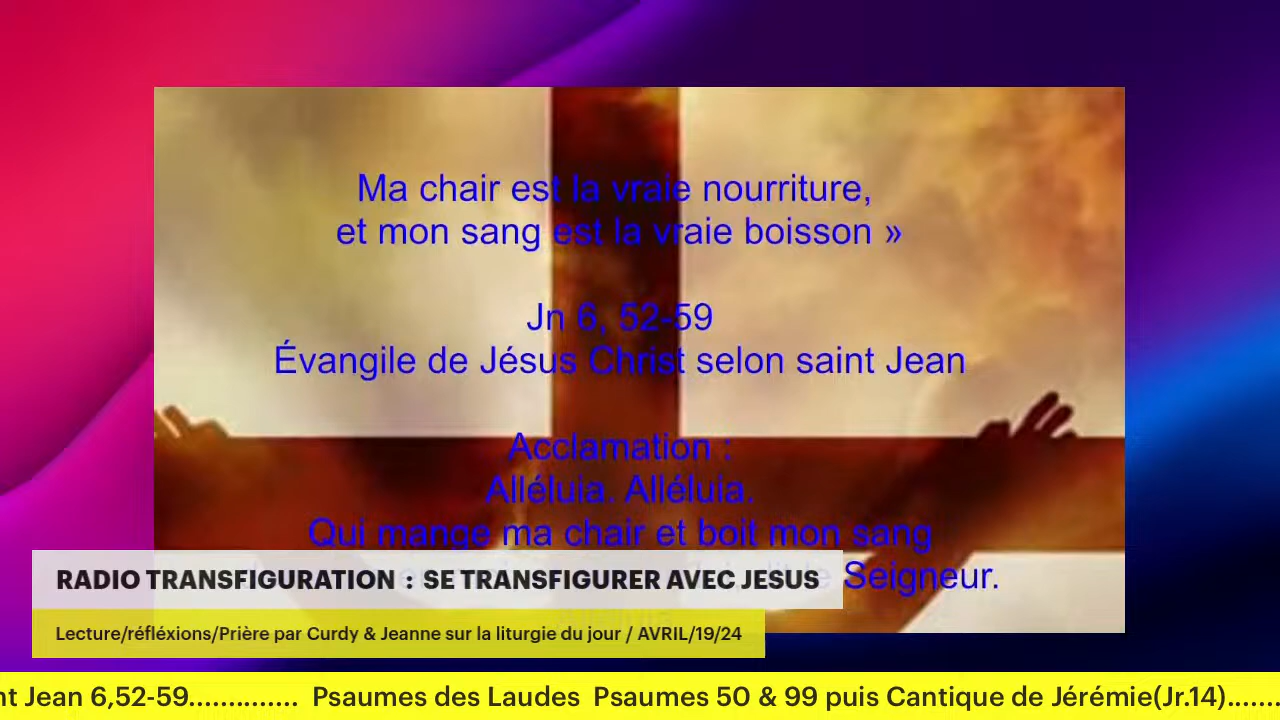 Ma chair est la vraie nourriture,
et mon sang est la vraie boisson »
Jn 6, 52-59
Évangile de Jésus Christ selon saint Jean
Acclamation :
Alléluia. Alléluia.
Qui mange ma chair et boit mon sang
Seigneur.
RADIO TRANSFIGURATION : SE TRANSFIGURER AVEC JESUS
Lecture/réfléxions/Prière par Curdy & Jeanne sur la liturgie du jour / AVRIL/19/24
nt Jean 6,52-59.............. Psaumes des Laudes Psaumes 50 & 99 puis Cantique de Jérémie(Jr.14).......